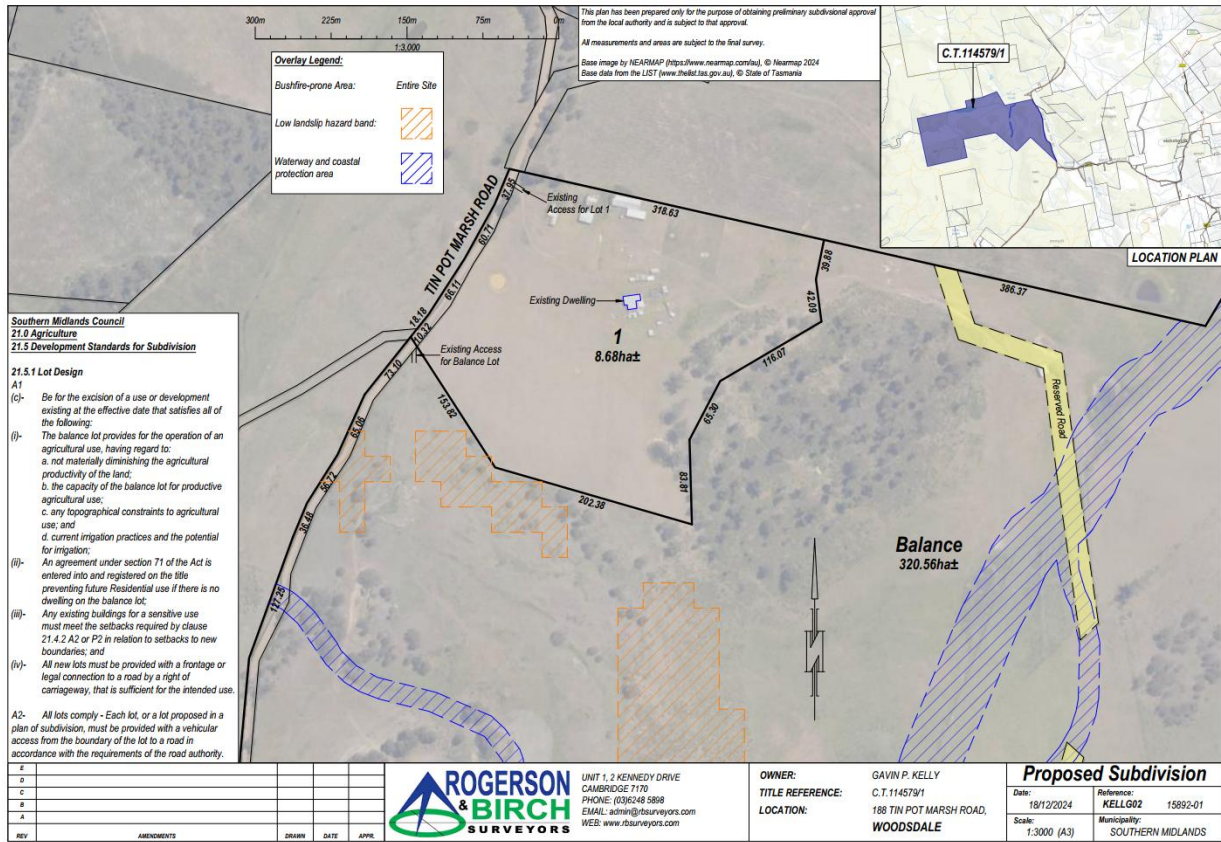 300m 225m 150m 75m 0m
1:3,000
This plan has been prepared only for the purpose of obtaining preliminary subdivisional approval
from the local authority and is subject to that approval.
All measurements and areas are subject to the final survey.
Base image by NEARMAP (https://www.nearmap.com/au), © Nearmap 2024
Base data from the LIST (www.thelist.tas.gov.au), © State of Tasmania
C.T.114579/1
LOCATION PLAN
Overlay Legend:
Bushfire-prone Area: Entire Site
Low landslip hazard band:
Waterway and coastal
protection area
TIN POT MARSH ROAD
Existing
Access for Lot 1
37.95
60.71
66.11
18.18
10.32
318.63
39.88
42.09
386.37
Existing Dwelling
1
8.68ha±
116.07
65.30
83.81
202.38
153.82
Existing Access
for Balance Lot
73.10
65.06
56.72
36.48
127.25
Reserved Road
Balance
320.56ha±
N
Southern Midlands Council
21.0 Agriculture
21.5 Development Standards for Subdivision
21.5.1 Lot Design
A1
(c)- Be for the excision of a use or development
existing at the effective date that satisfies all of
the following:
(i)- The balance lot provides for the operation of an
agricultural use, having regard to:
a. not materially diminishing the agricultural
productivity of the land;
b. the capacity of the balance lot for productive
agricultural use;
c. any topographical constraints to agricultural
use; and
d. current irrigation practices and the potential
for irrigation;
(ii)- An agreement under section 71 of the Act is
entered into and registered on the title
preventing future Residential use if there is no
dwelling on the balance lot;
(iii)- Any existing buildings for a sensitive use
must meet the setbacks required by clause
21.4.2 A2 or P2 in relation to setbacks to new
boundaries; and
(iv)- All new lots must be provided with a frontage or
legal connection to a road by a right of
carriageway, that is sufficient for the intended use.
A2- All lots comply - Each lot, or a lot proposed in a
plan of subdivision, must be provided with a vehicular
access from the boundary of the lot to a road in
accordance with the requirements of the road authority.
E
D
C
B
A
REV AMENDMENTS DRAWN DATE APPR.
ROGERSON
& BIRCH
SURVEYORS
UNIT 1, 2 KENNEDY DRIVE
CAMBRIDGE 7170
PHONE: (03)6248 5898
EMAIL: admin@rbsurveyors.com
WEB: www.rbsurveyors.com
OWNER: GAVIN P. KELLY
TITLE REFERENCE: C.T.114579/1
LOCATION: 188 TIN POT MARSH ROAD,
WOODSDALE
Proposed Subdivision
Date: Reference:
18/12/2024 KELLG02 15892-01
Scale: Municipality:
1:3000 (A3) SOUTHERN MIDLANDS